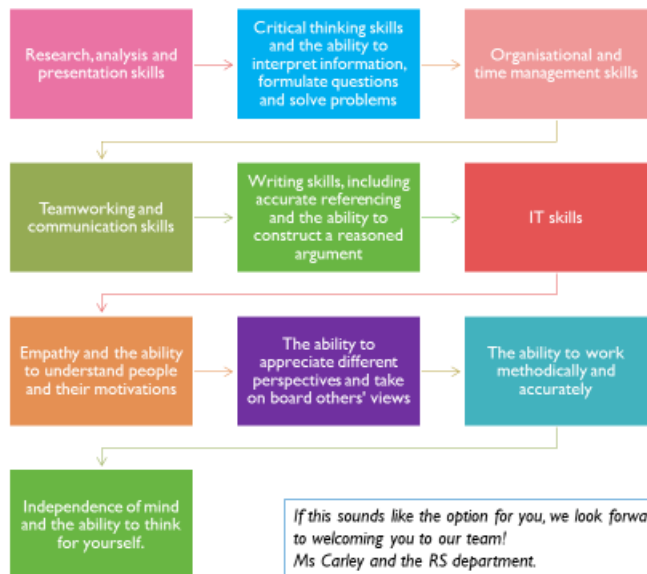 Research, analysis and
presentation skills
Critical thinking skills
and the ability to
interpret information,
formulate questions
and solve problems
Organisational and
time management skills
Teamworking and
communication skills
Writing skills, including
accurate referencing
and the ability to
construct a reasoned
argument
IT skills
Empathy and the ability
to understand people
and their motivations
The ability to
appreciate different
perspectives and take
on board others' views
The ability to work
methodically and
accurately
Independence of mind
and the ability to think
for yourself.
If this sounds like the option for you, we look forwa
to welcoming you to our team!
Ms Carley and the RS department.